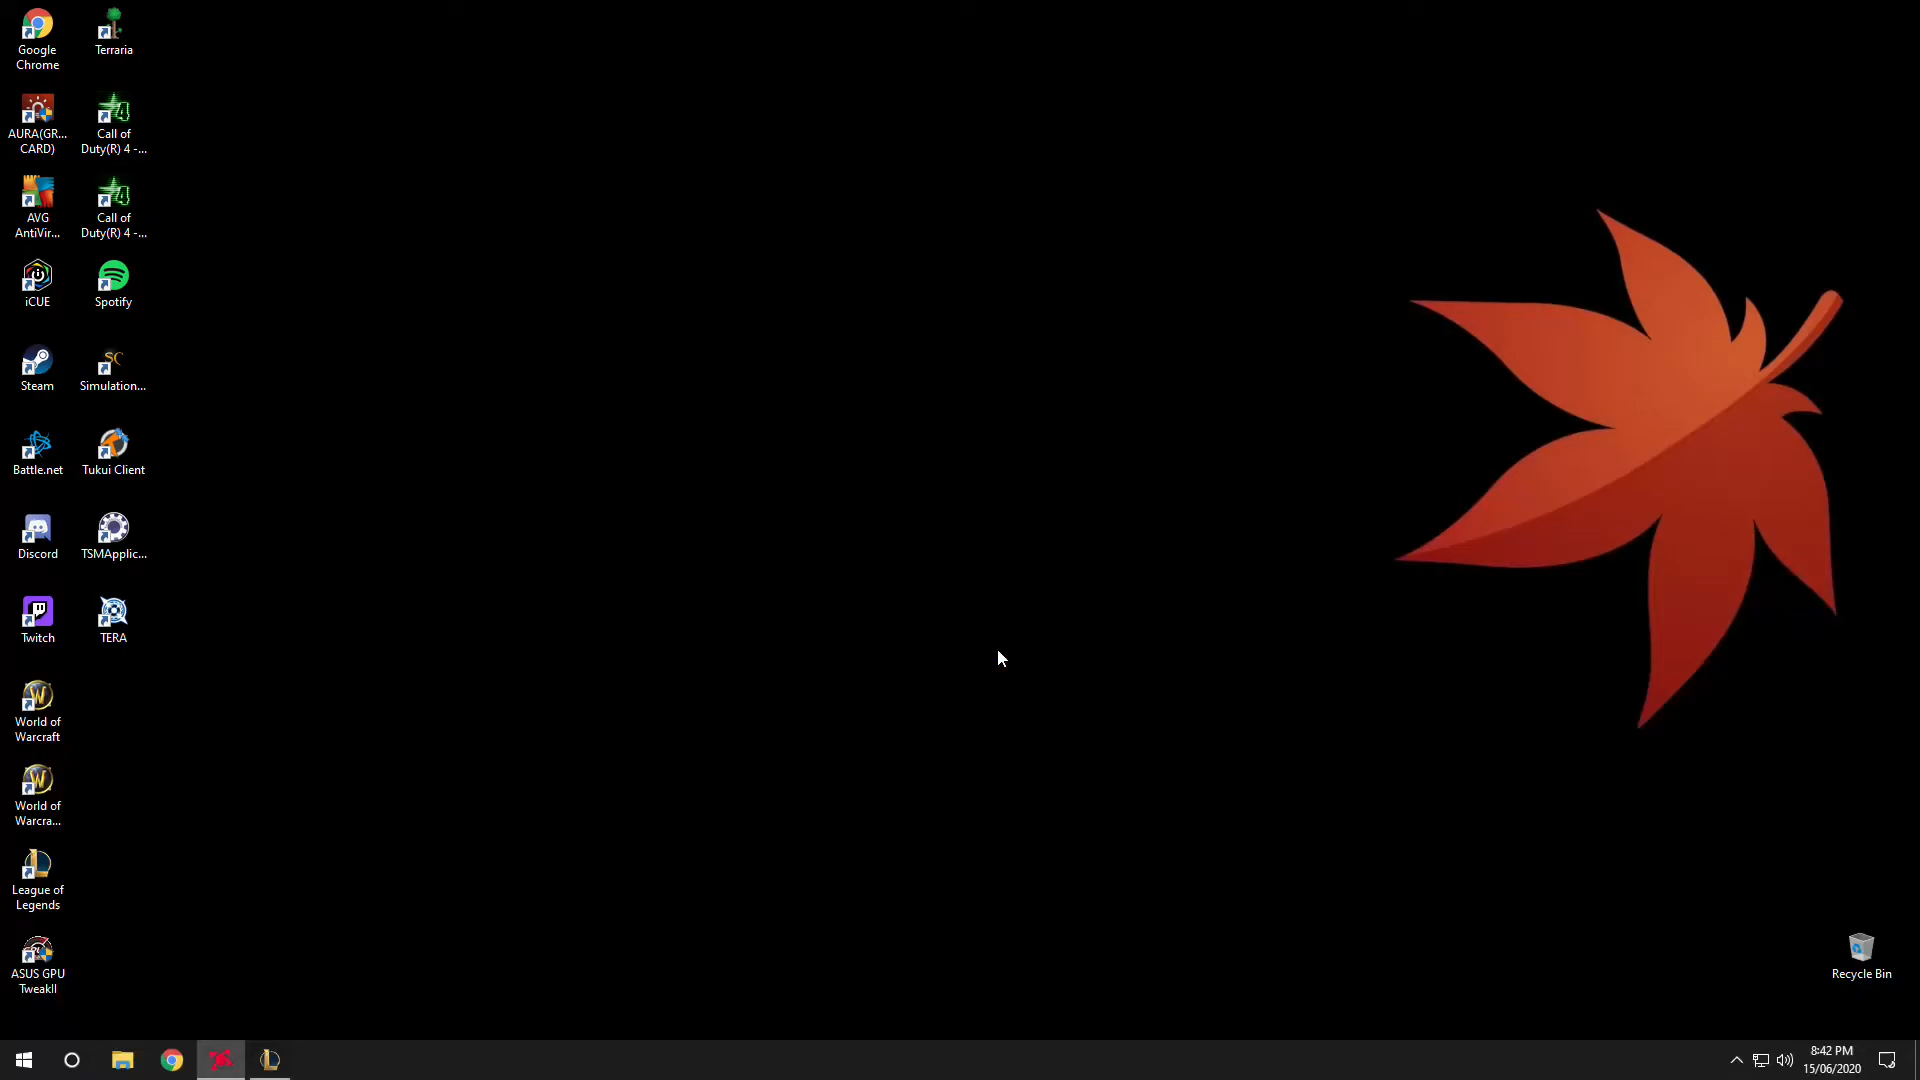 Google
Chrome
Terraria
AURA(GR...
CARD)
Call of
Duty(R) 4 -...
AVG
AntiVir...
Call of
Duty(R) 4 -...
iCUE
Spotify
Steam
SC
Simulation...
Battle.net
Tukui Client
Discord
TSMApplic...
Twitch
TERA
World of
Warcraft
World of
Warcra...
League of
Legends
ASUS GPU
TweakII
Recycle Bin
8:42 PM
15/06/2020